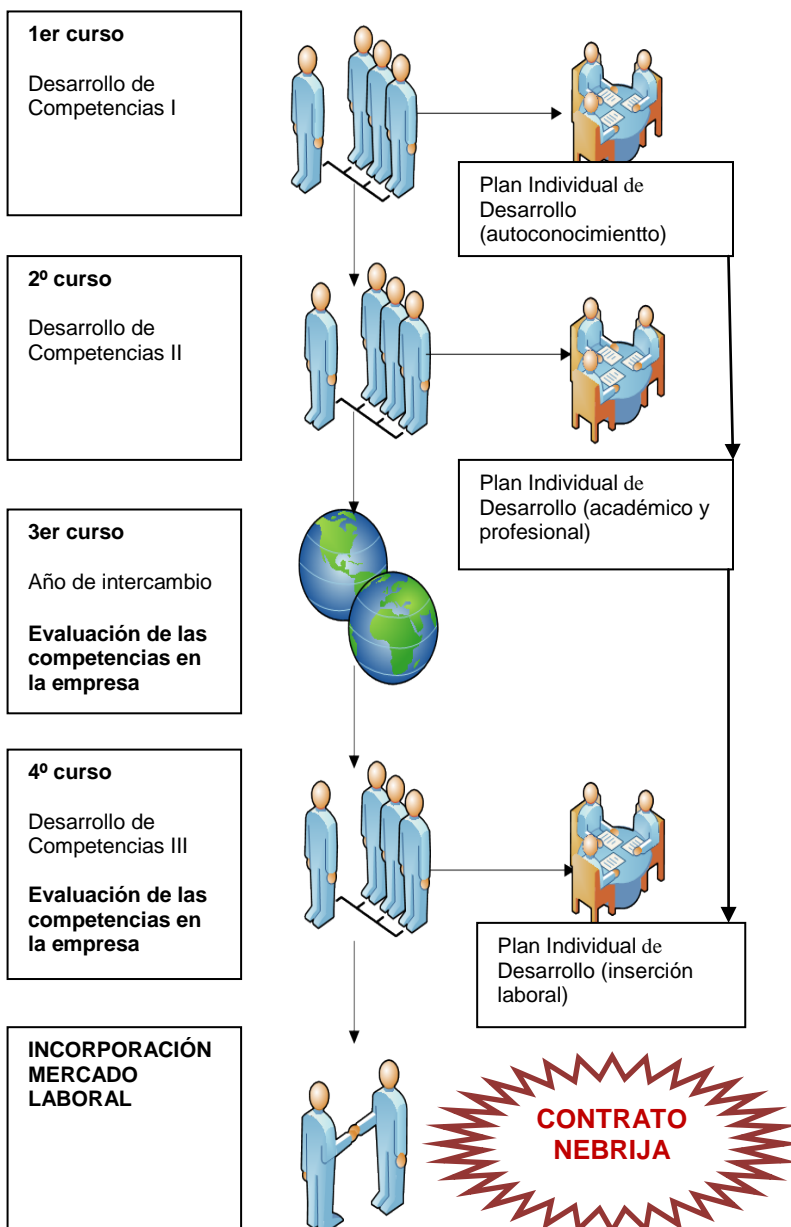 1er curso
Desarrollo de
Competencias I
Plan Individual de
Desarrollo
(autoconocimientto)
2º curso
Desarrollo de
Competencias II
Plan Individual de
Desarrollo (académico y
profesional)
3er curso
Año de intercambio
Evaluación de las
competencias en
la empresa
4º curso
Desarrollo de
Competencias III
Evaluación de las
competencias en
la empresa
Plan Individual de
Desarrollo (inserción
laboral)
INCORPORACIÓN
MERCADO
LABORAL
CONTRATO
NEBRIJA